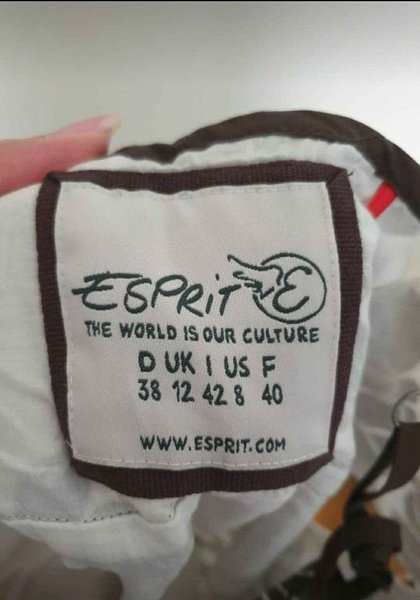 ESPRIT E
THE WORLD IS OUR CULTURE
D UK I US F
38 12 42 8 40
WWW.ESPRIT.COM